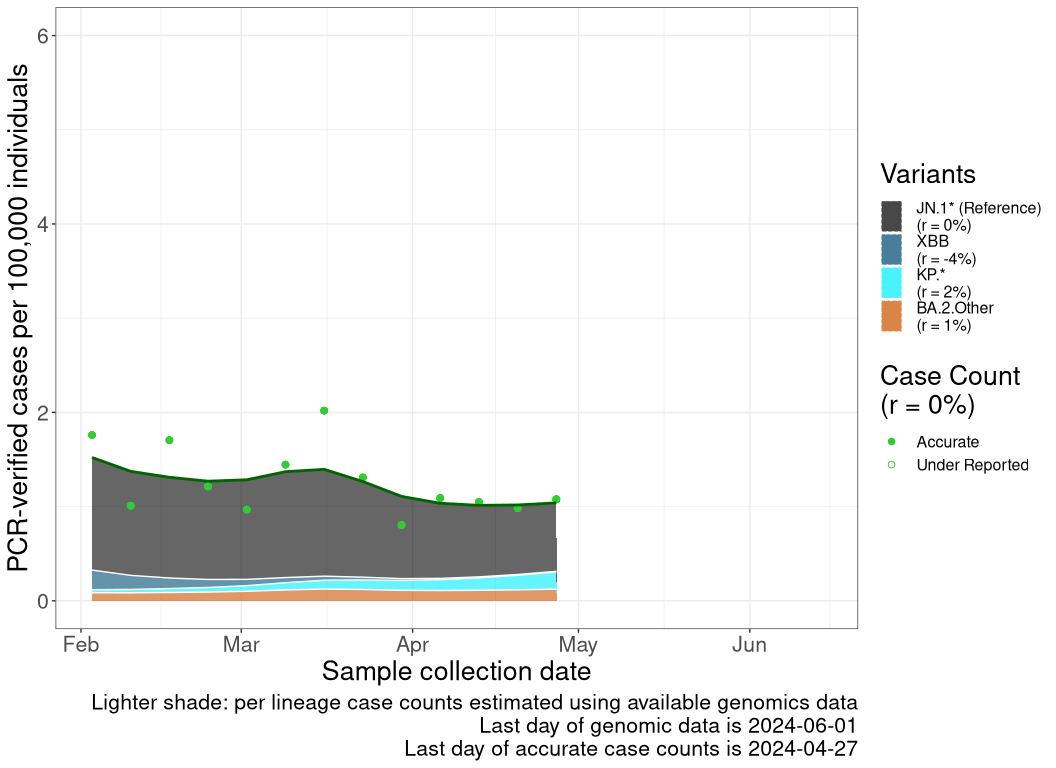 PCR-verified cases per 100,000 individuals
6
4
2
0
Feb
Mar
Apr
May
Jun
Sample collection date
Lighter shade: per lineage case counts estimated using available genomics data
Last day of genomic data is 2024-06-01
Last day of accurate case counts is 2024-04-27
Variants
JN.1* (Reference)
(r = 0%)
XBB
(r = -4%)
KP.*
(r = 2%)
BA.2.Other
(r = 1%)
Case Count
(r = 0%)
Accurate
Under Reported